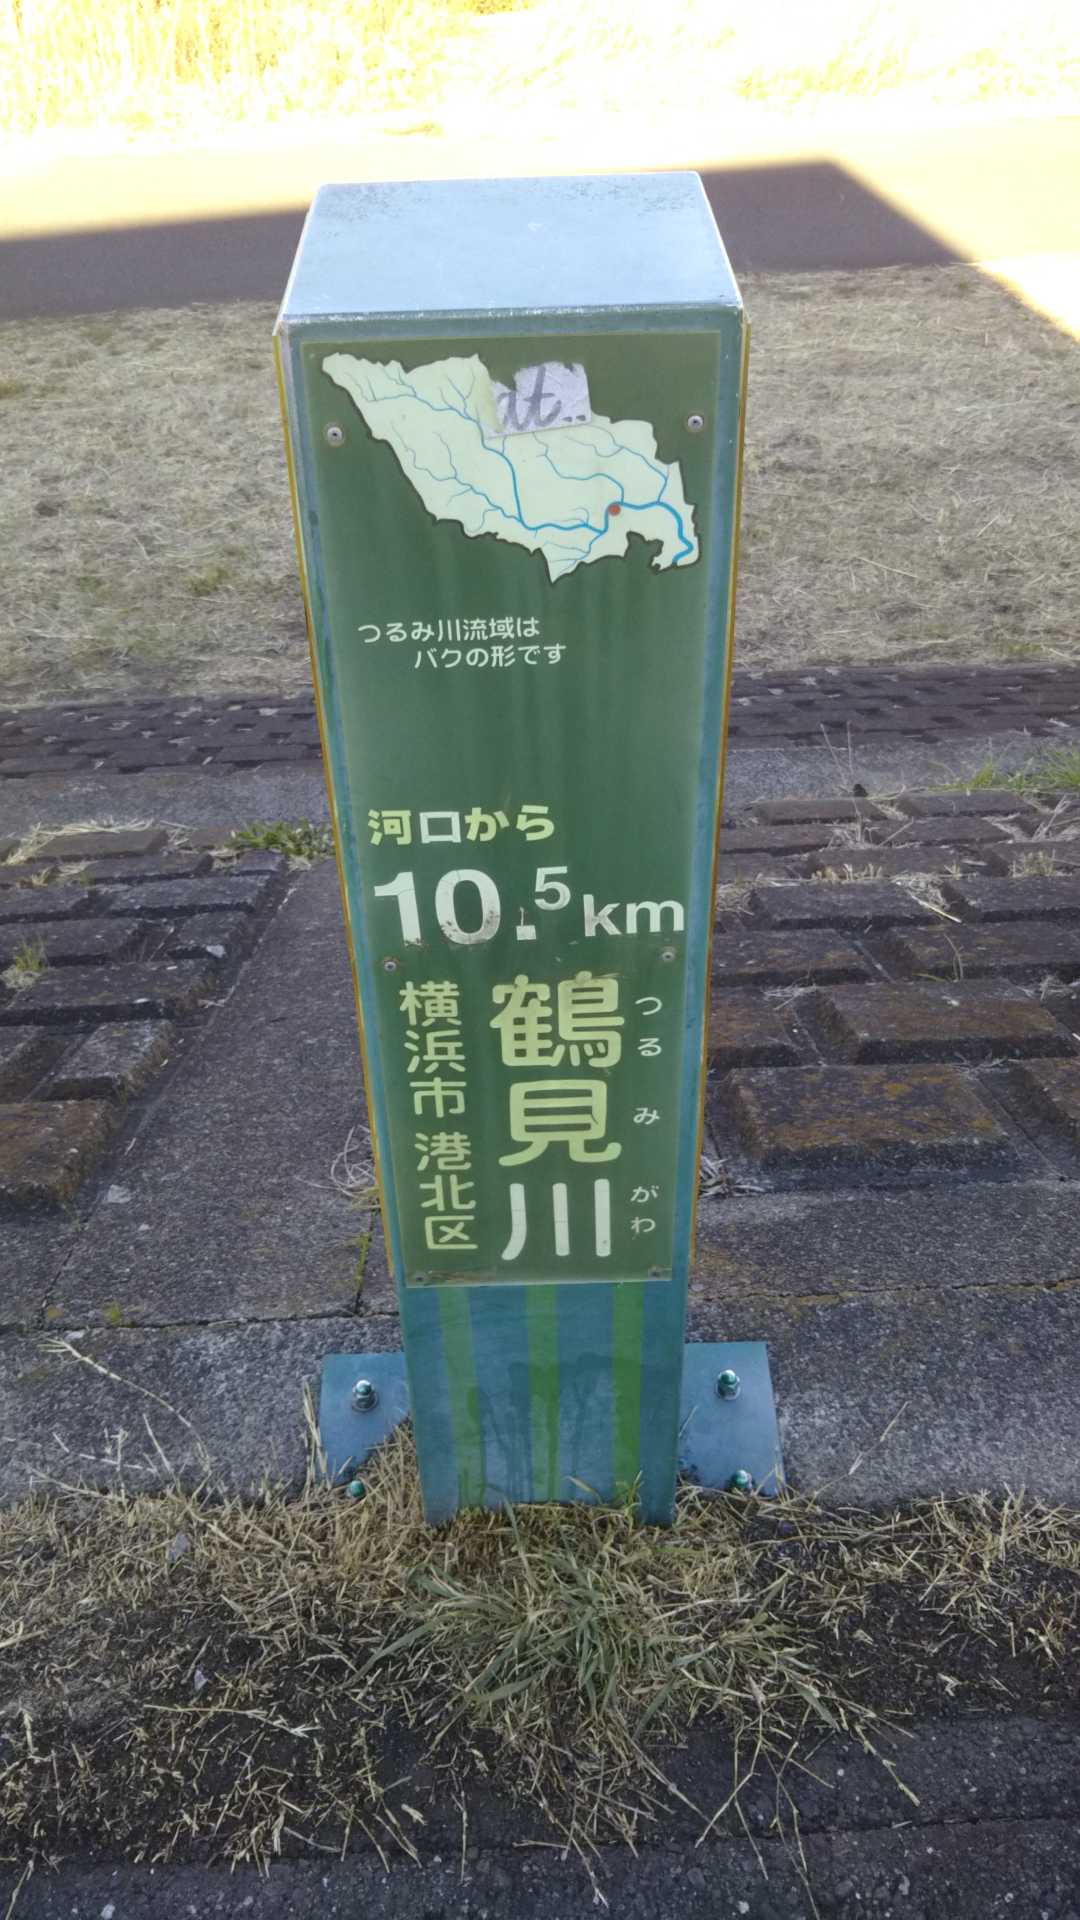 つるみ川流域は
バクの形です
河口から
10.5km
鶴見川
つるみがわ
横浜市 港北区